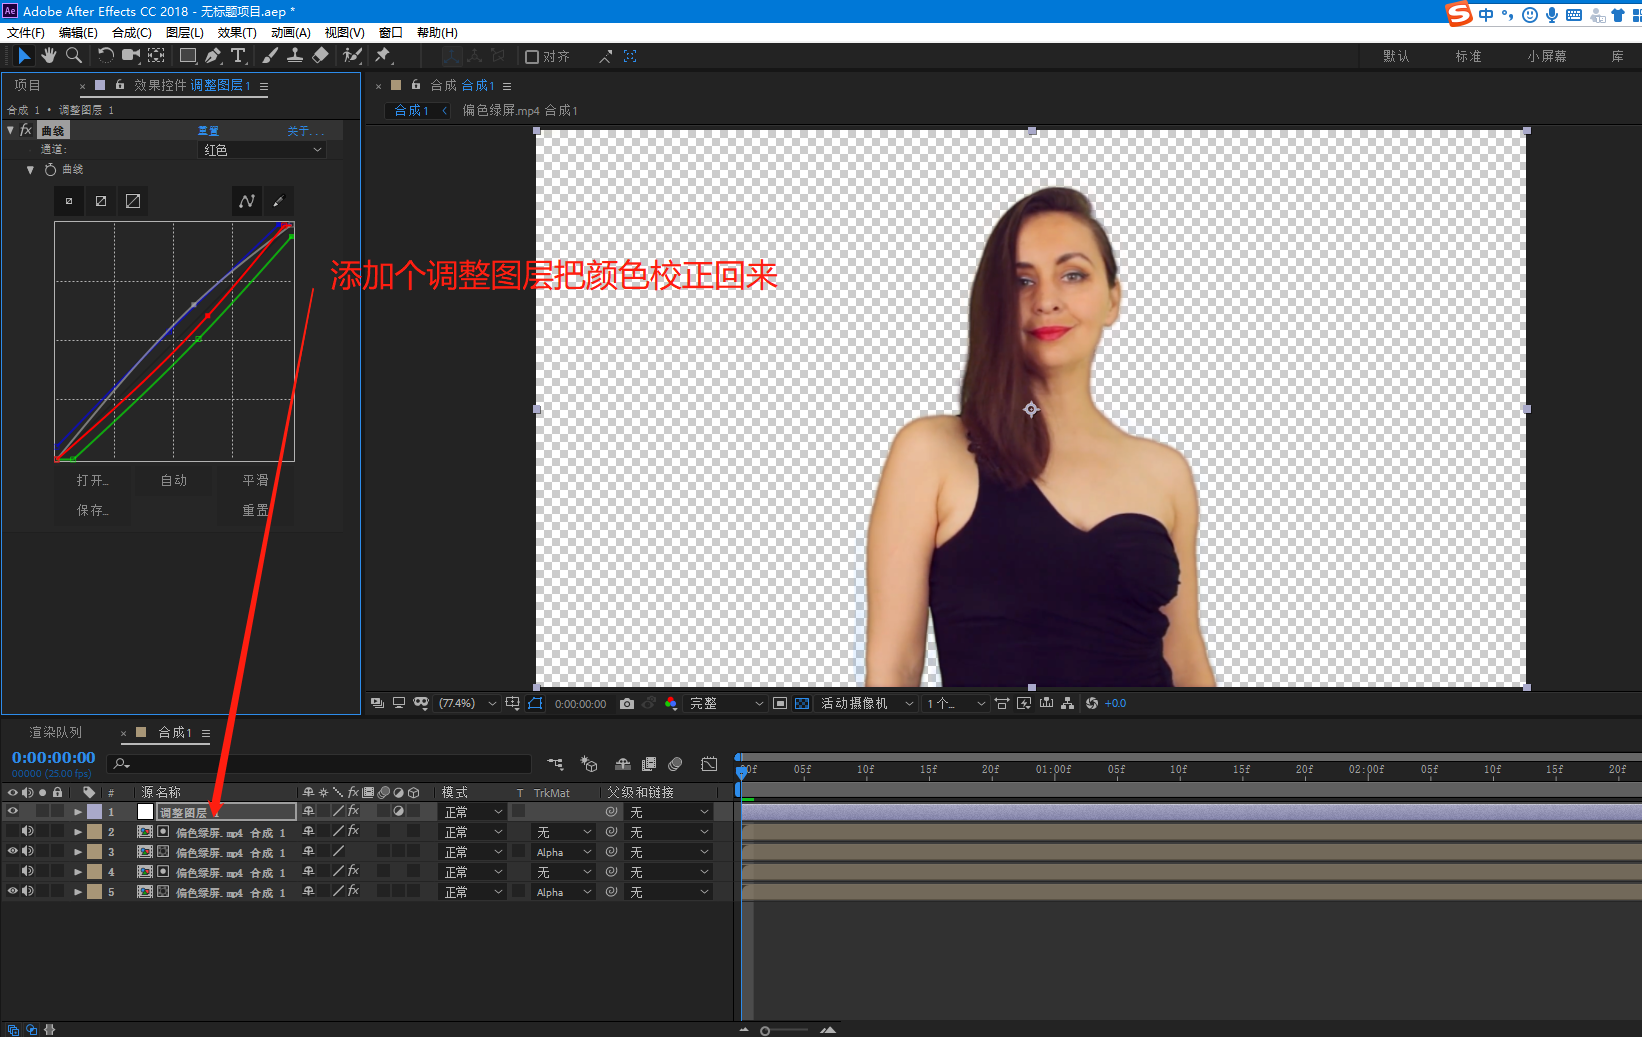 Ae Adobe After Effects CC 2018 - 无标题项目.aep *
中
文件(F) 编辑(E) 合成(C) 图层(L) 效果(T) 动画(A) 视图(V) 窗口 帮助(H)
对齐 默认 标准 小屏幕 库
项目 × 效果控件 调整图层1 ≡
合成 1 • 调整图层 1
fx 曲线 重置 关于...
通道: 红色
曲线
打开... 自动 平滑
保存... 重置
× 合成 合成1 ≡
合成1 偏色绿屏.mp4 合成1
添加个调整图层把颜色校正回来
(77.4%) 0:00:00:00 完整 活动摄像机 1个... +0.0
渲染队列 × 合成1 ≡
0:00:00:00
00000 (25.00 fps)
00f 05f 10f 15f 20f 01:00f 05f 10f 15f 20f 02:00f 05f 10f 15f 20f
# 源名称 fx 模式 T TrkMat 父级和链接
1 调整图层 1 fx 正常 无
2 偏色绿屏.mp4 合成 1 fx 正常 无 无
3 偏色绿屏.mp4 合成 1 正常 Alpha 无
4 偏色绿屏.mp4 合成 1 fx 正常 无 无
5 偏色绿屏.mp4 合成 1 fx 正常 Alpha 无